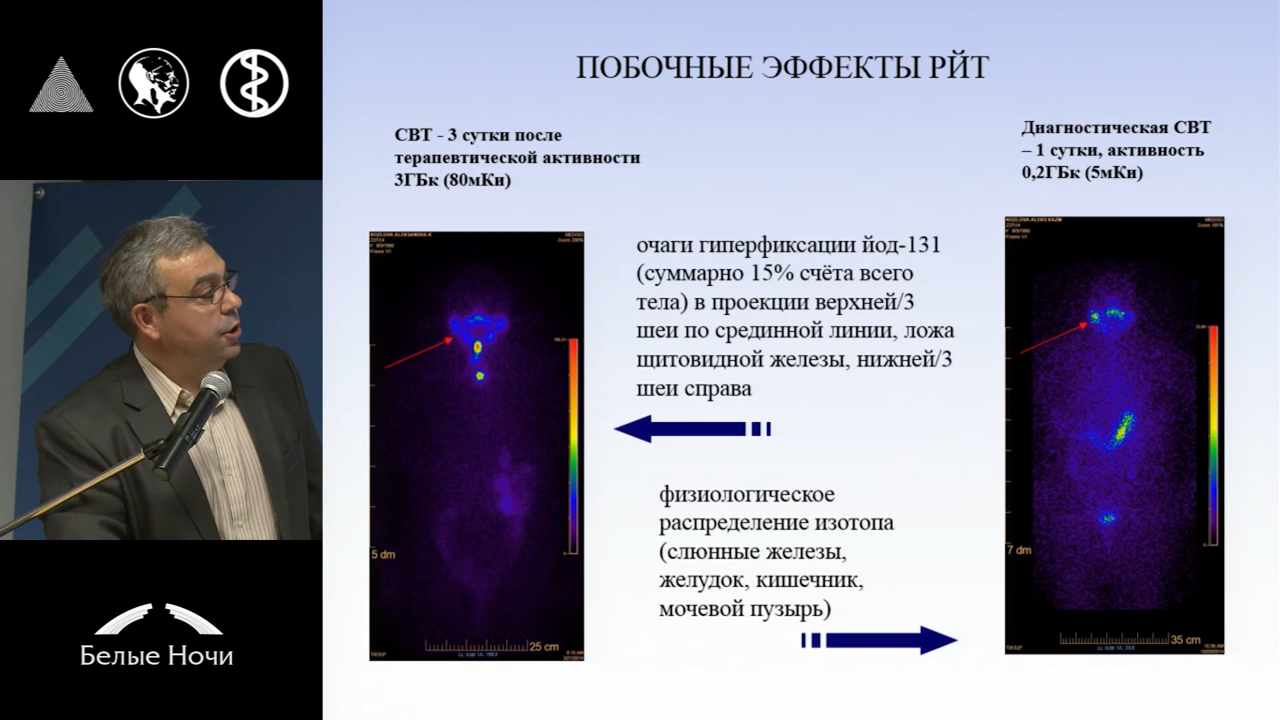 ПОБОЧНЫЕ ЭФФЕКТЫ РЙТ
СВТ - 3 сутки после
терапевтической активности
3ГБк (80мКи)
Диагностическая СВТ
– 1 сутки, активность
0,2ГБк (5мКи)
очаги гиперфиксации йод-131
(суммарно 15% счёта всего
тела) в проекции верхней/3
шеи по срединной линии, ложа
щитовидной железы, нижней/3
шеи справа
физиологическое
распределение изотопа
(слюнные железы,
желудок, кишечник,
мочевой пузырь)
5 dm
25 cm
7 dm
35 cm
Белые Ночи